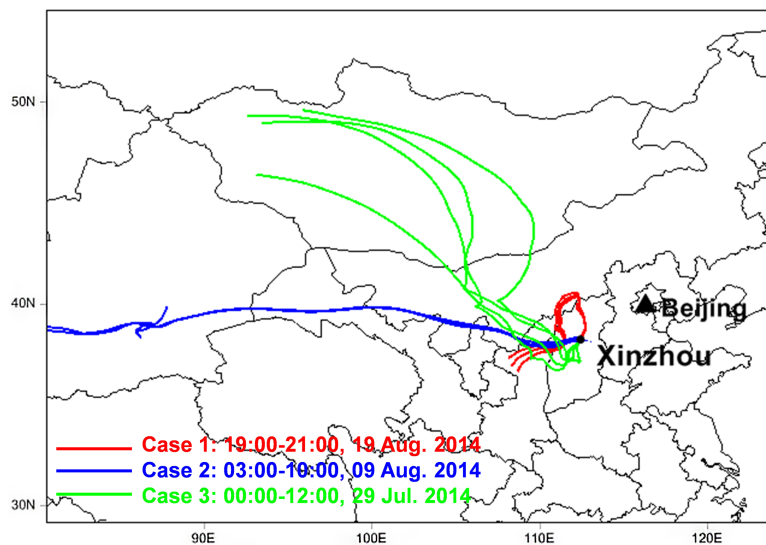 50N
40N
Beijing
Xinzhou
Case 1: 19:00-21:00, 19 Aug. 2014
Case 2: 03:00-10:00, 09 Aug. 2014
Case 3: 00:00-12:00, 29 Jul. 2014
30N
90E 100E 110E 120E